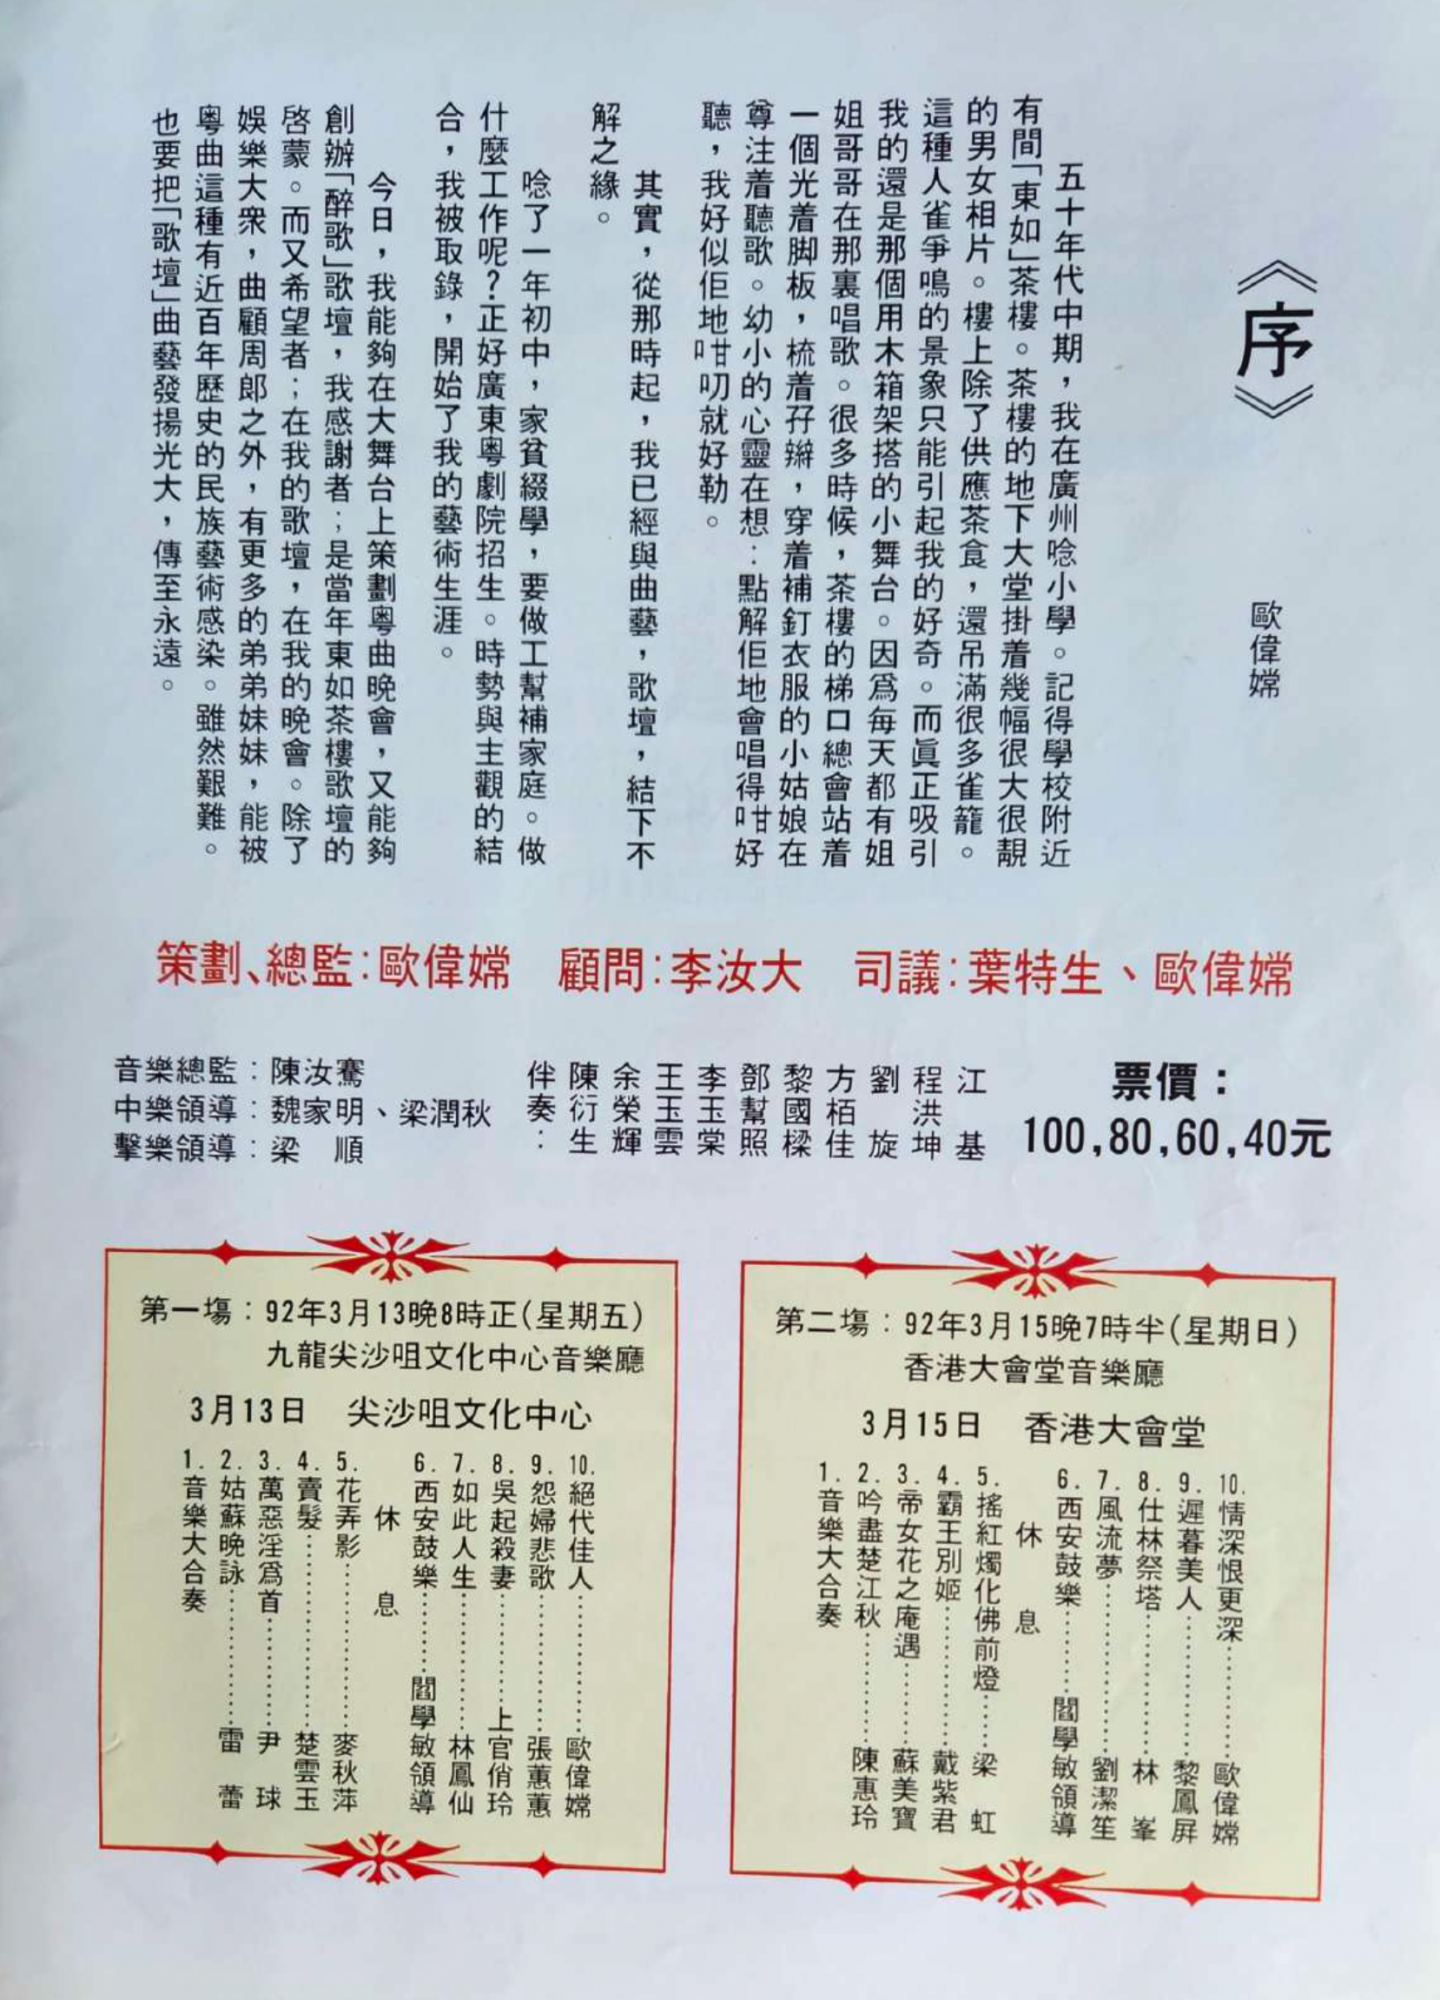 《序》
歐偉嫦
五十年代中期，我在廣州唸小學。記得學校附近
有間「東如」茶樓。茶樓的地下大堂掛着幾幅很大很靚
的男女相片。樓上除了供應茶食，還吊滿很多雀籠。
這種人雀爭鳴的景象只能引起我的好奇。而眞正吸引
我的還是那個用木箱架搭的小舞台。因爲每天都有姐
姐哥哥在那裏唱歌。很多時候，茶樓的梯口總會站着
一個光着脚板，梳着孖辮，穿着補釘衣服的小姑娘在
尊注着聽歌。幼小的心靈在想：點解佢地會唱得咁好
聽，我好似佢地咁叨就好勒。
其實，從那時起，我已經與曲藝，歌壇，結下不
解之緣。
唸了一年初中，家貧綴學，要做工幫補家庭。做
什麼工作呢？正好廣東粵劇院招生。時勢與主觀的結
合，我被取錄，開始了我的藝術生涯。
今日，我能夠在大舞台上策劃粵曲晚會，又能夠
創辦「醉歌」歌壇，我感謝者；是當年東如茶樓歌壇的
啓蒙。而又希望者；在我的歌壇，在我的晚會。除了
娛樂大衆，曲顧周郎之外，有更多的弟弟妹妹，能被
粵曲這種有近百年歷史的民族藝術感染。雖然艱難。
也要把「歌壇」曲藝發揚光大，傳至永遠。
策劃、總監：歐偉嫦　顧問：李汝大　司議：葉特生、歐偉嫦
音樂總監：陳汝騫
中樂領導：魏家明、梁潤秋
擊樂領導：梁　順
伴奏：
陳衍生
余榮輝
王玉雲
李玉棠
鄧幫照
黎國樑
方栢佳
劉　旋
程洪坤
江　基
票價：
100,80,60,40元
第一塲：92年3月13晚8時正(星期五)
九龍尖沙咀文化中心音樂廳
3月13日　尖沙咀文化中心
1.音樂大合奏
2.姑蘇晚詠…………雷　蕾
3.萬惡淫爲首…………尹　球
4.賣髮…………楚雲玉
5.花弄影…………麥秋萍
休　息
6.西安鼓樂…………閻學敏領導
7.如此人生…………林鳳仙
8.吳起殺妻…………上官俏玲
9.怨婦悲歌…………張蕙蕙
10.絕代佳人…………歐偉嫦
第二塲：92年3月15晚7時半(星期日)
香港大會堂音樂廳
3月15日　香港大會堂
1.音樂大合奏
2.吟盡楚江秋…………陳惠玲
3.帝女花之庵遇…………蘇美寶
4.霸王別姬…………戴紫君
5.搖紅燭化佛前燈……梁　虹
休　息
6.西安鼓樂…………閻學敏領導
7.風流夢…………劉潔笙
8.仕林祭塔…………林　峯
9.遲暮美人…………黎鳳屛
10.情深恨更深…………歐偉嫦